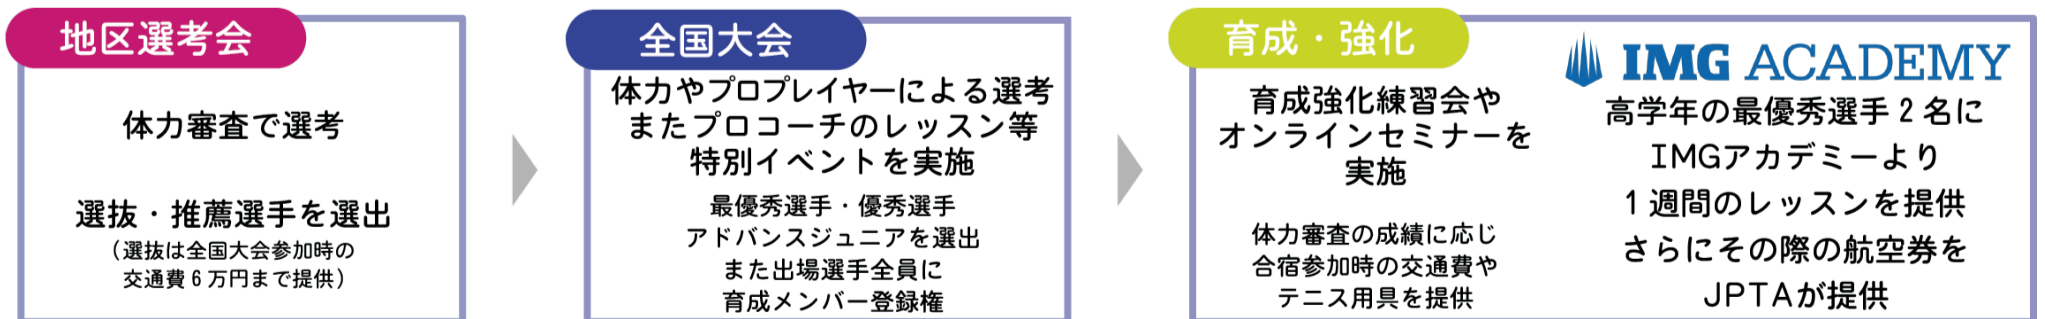 地区選考会
体力審査で選考
選抜・推薦選手を選出
(選抜は全国大会参加時の
交通費6万円まで提供)
全国大会
体力やプロプレイヤーによる選考
またプロコーチのレッスン等
特別イベントを実施
最優秀選手・優秀選手
アドバンスジュニアを選出
また出場選手全員に
育成メンバー登録権
育成・強化
育成強化練習会や
オンラインセミナーを
実施
体力審査の成績に応じ
合宿参加時の交通費や
テニス用具を提供
IMG ACADEMY
高学年の最優秀選手2名に
IMGアカデミーより
1週間のレッスンを提供
さらにその際の航空券を
JPTAが提供